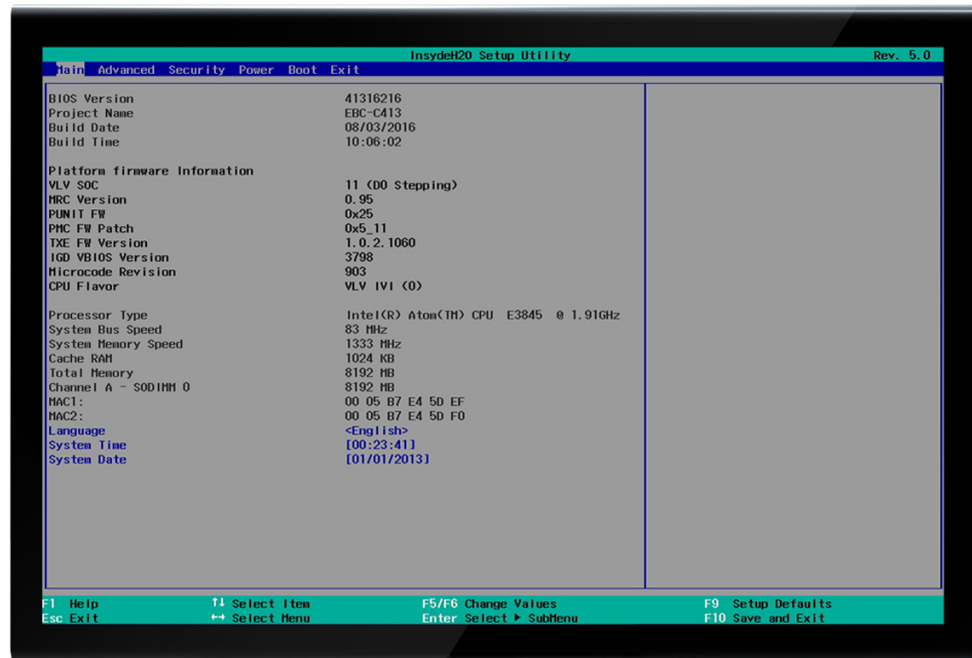 InsydeH20 Setup Utility Rev. 5.0
Main Advanced Security Power Boot Exit
BIOS Version 41316216
Project Name EBC-C413
Build Date 08/03/2016
Build Time 10:06:02
Platform firmware Information
VLV SOC 11 (D0 Stepping)
MRC Version 0.95
PUNIT FW 0x25
PMC FW Patch 0x5_11
TXE FW Version 1.0.2.1060
IGD VBIOS Version 3798
Microcode Revision 903
CPU Flavor VLV IVI (0)
Processor Type Intel(R) Atom(TM) CPU E3845 @ 1.91GHz
System Bus Speed 83 MHz
System Memory Speed 1333 MHz
Cache RAM 1024 KB
Total Memory 8192 MB
Channel A - SODIMM 0 8192 MB
MAC1: 00 05 B7 E4 5D EF
MAC2: 00 05 B7 E4 5D F0
Language <English>
System Time [00:23:41]
System Date [01/01/2013]
F1 Help ↑↓ Select Item F5/F6 Change Values F9 Setup Defaults
Esc Exit ↔ Select Menu Enter Select ▶ SubMenu F10 Save and Exit